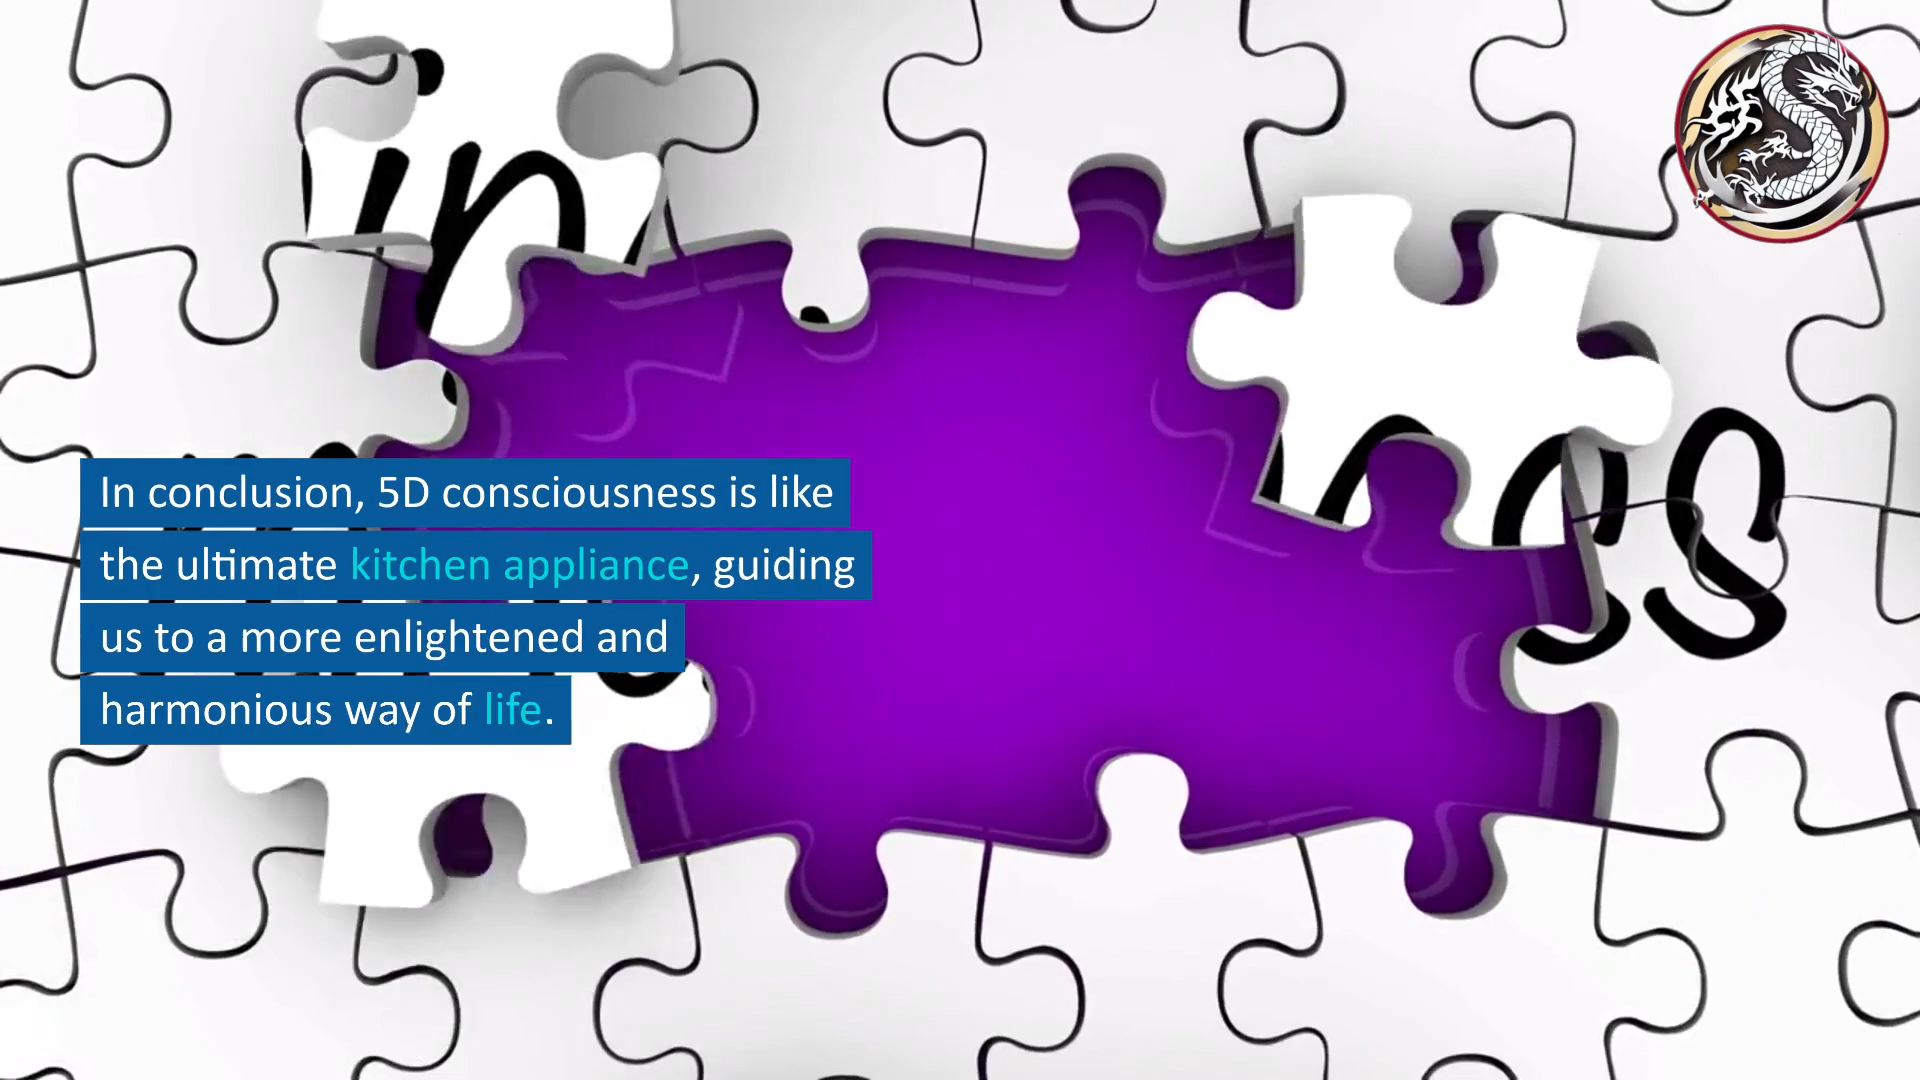 In conclusion, 5D consciousness is like
the ultimate kitchen appliance, guiding
us to a more enlightened and
harmonious way of life.